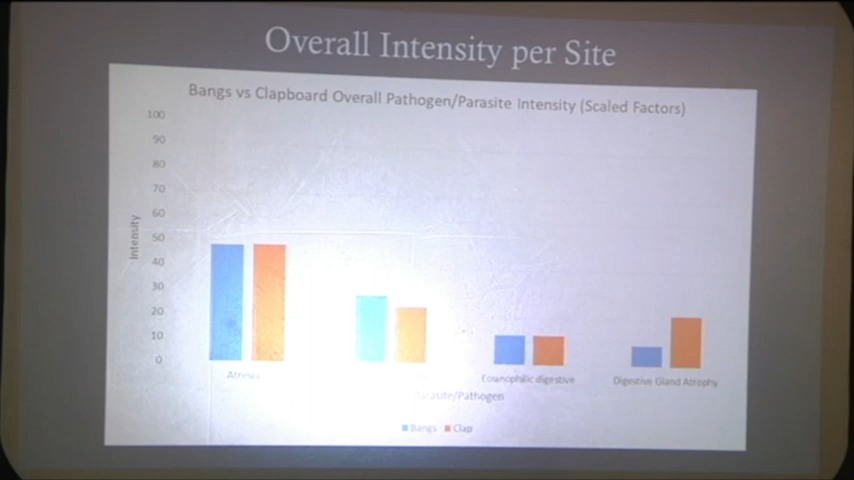 Overall Intensity per Site
Bangs vs Clapboard Overall Pathogen/Parasite Intensity (Scaled Factors)
100
90
80
70
60
50
40
30
20
10
0
Intensity
Atresia
Eosinophilic digestive
Digestive Gland Atrophy
Parasite/Pathogen
Bangs Clap